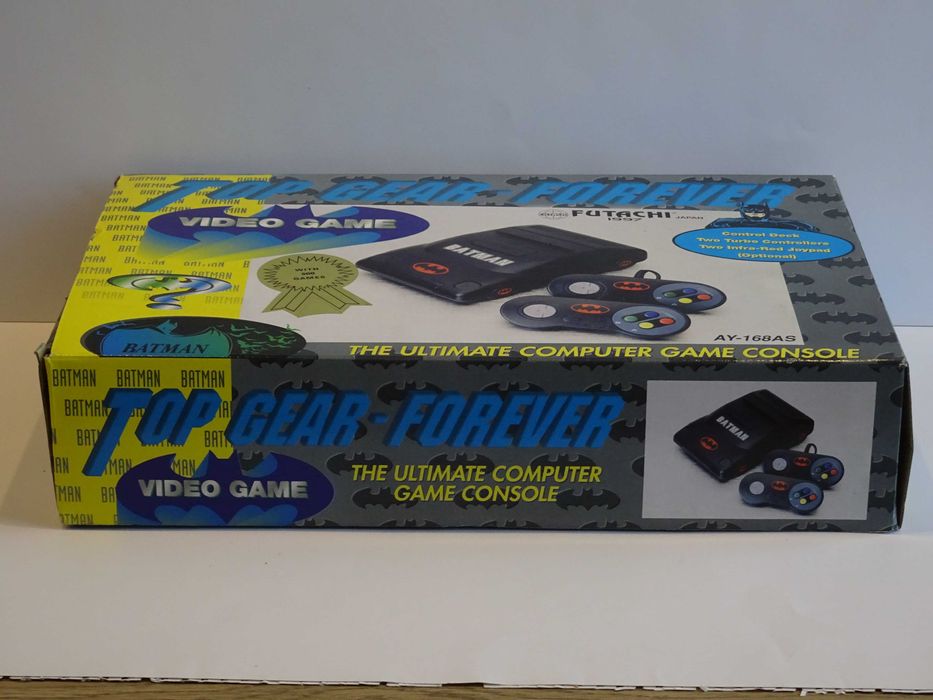 TOP GEAR-FOREVER
VIDEO GAME
FUTACHI JAPAN
1997
Control Deck
Two Turbo Controllers
Two Infra-Red Joypad
(Optional)
BATMAN
WITH
GAMES
AY-168AS
BATMAN
THE ULTIMATE COMPUTER GAME CONSOLE
BATMAN BATMAN BATMAN
TOP GEAR-FOREVER
VIDEO GAME
THE ULTIMATE COMPUTER
GAME CONSOLE
BATMAN